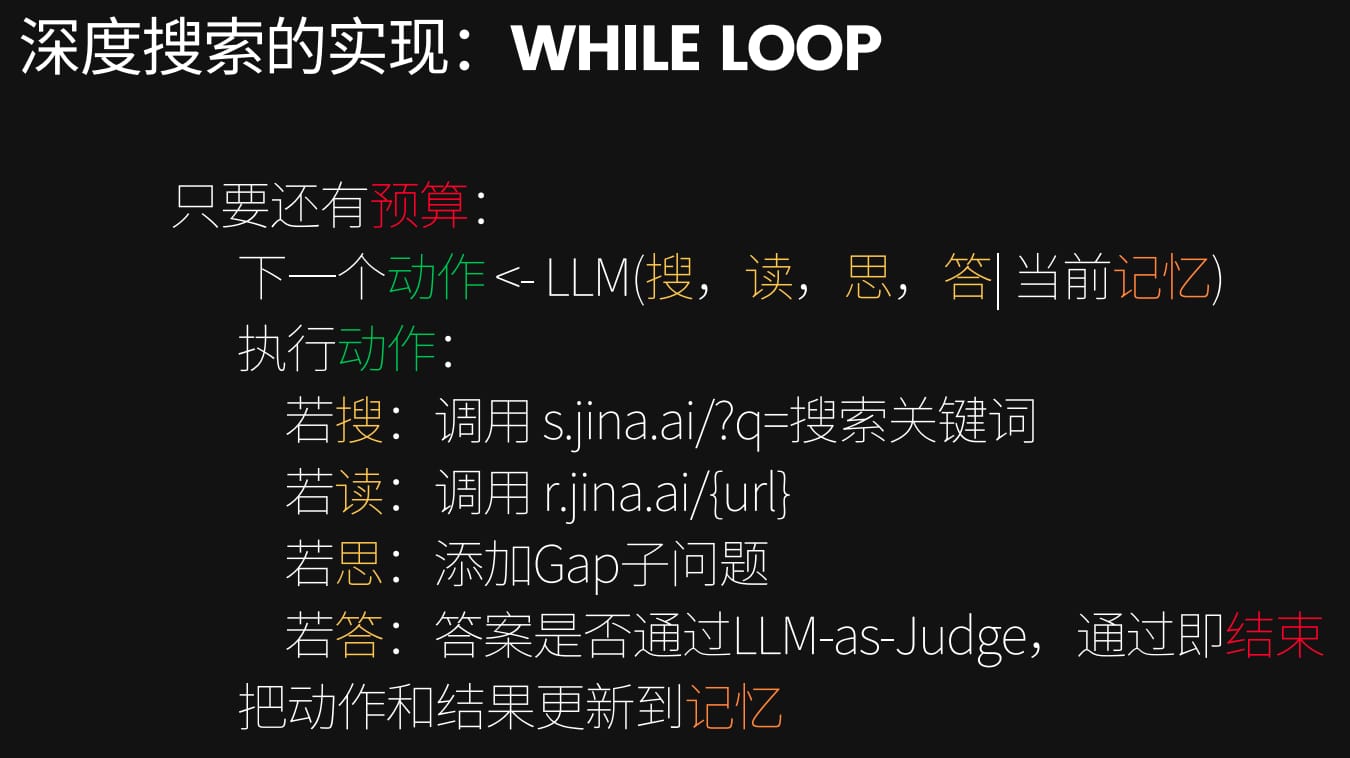 深度搜索的实现：WHILE LOOP
只要还有预算：
下一个动作 <- LLM(搜，读，思，答| 当前记忆)
执行动作：
若搜：调用 s.jina.ai/?q=搜索关键词
若读：调用 r.jina.ai/{url}
若思：添加Gap子问题
若答：答案是否通过LLM-as-Judge，通过即结束
把动作和结果更新到记忆